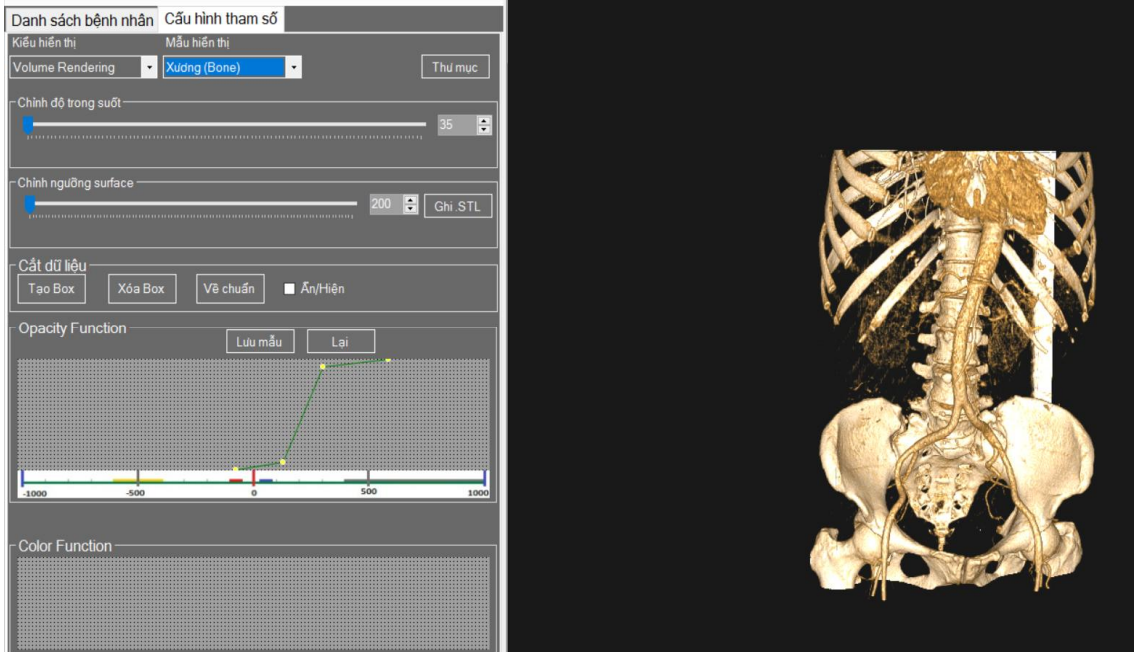 Danh sách bệnh nhân Cấu hình tham số
Kiểu hiển thị Mẫu hiển thị
Volume Rendering Xương (Bone) Thư mục
Chỉnh độ trong suốt
35
Chỉnh ngưỡng surface
200 Ghi .STL
Cắt dữ liệu
Tạo Box Xóa Box Về chuẩn Ẩn/Hiện
Opacity Function
Lưu mẫu Lại
-1000 -500 0 500 1000
Color Function